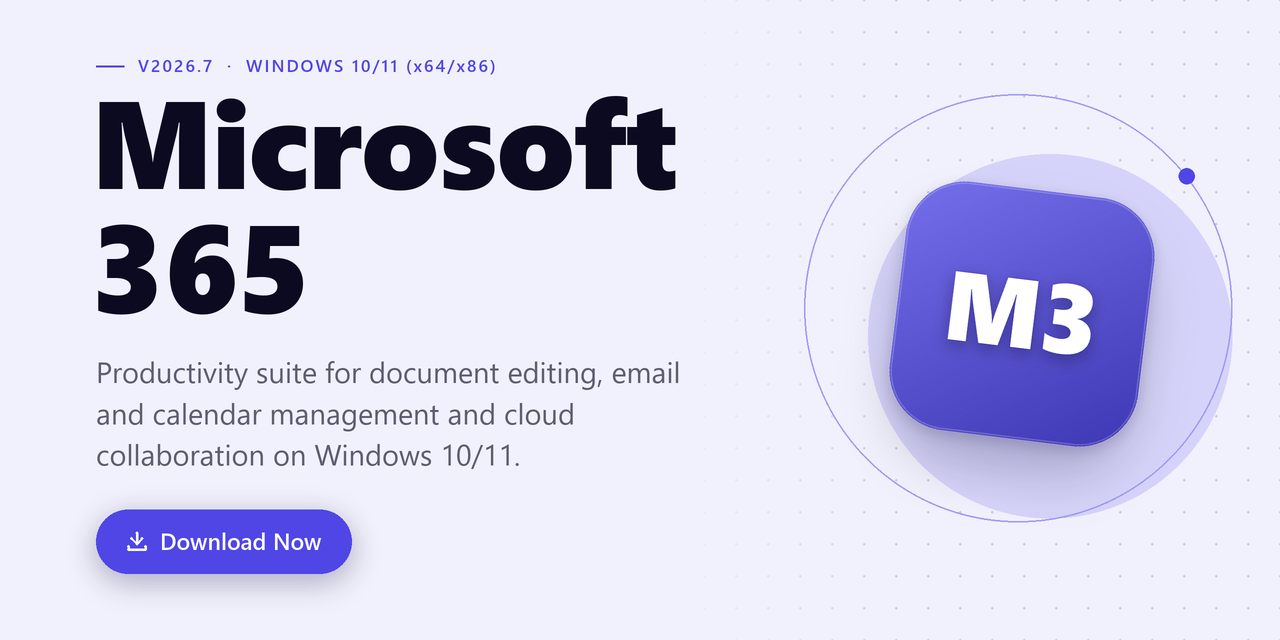 V2026.7 · WINDOWS 10/11 (x64/x86)
Microsoft
365
Productivity suite for document editing, email
and calendar management and cloud
collaboration on Windows 10/11.
Download Now
M3